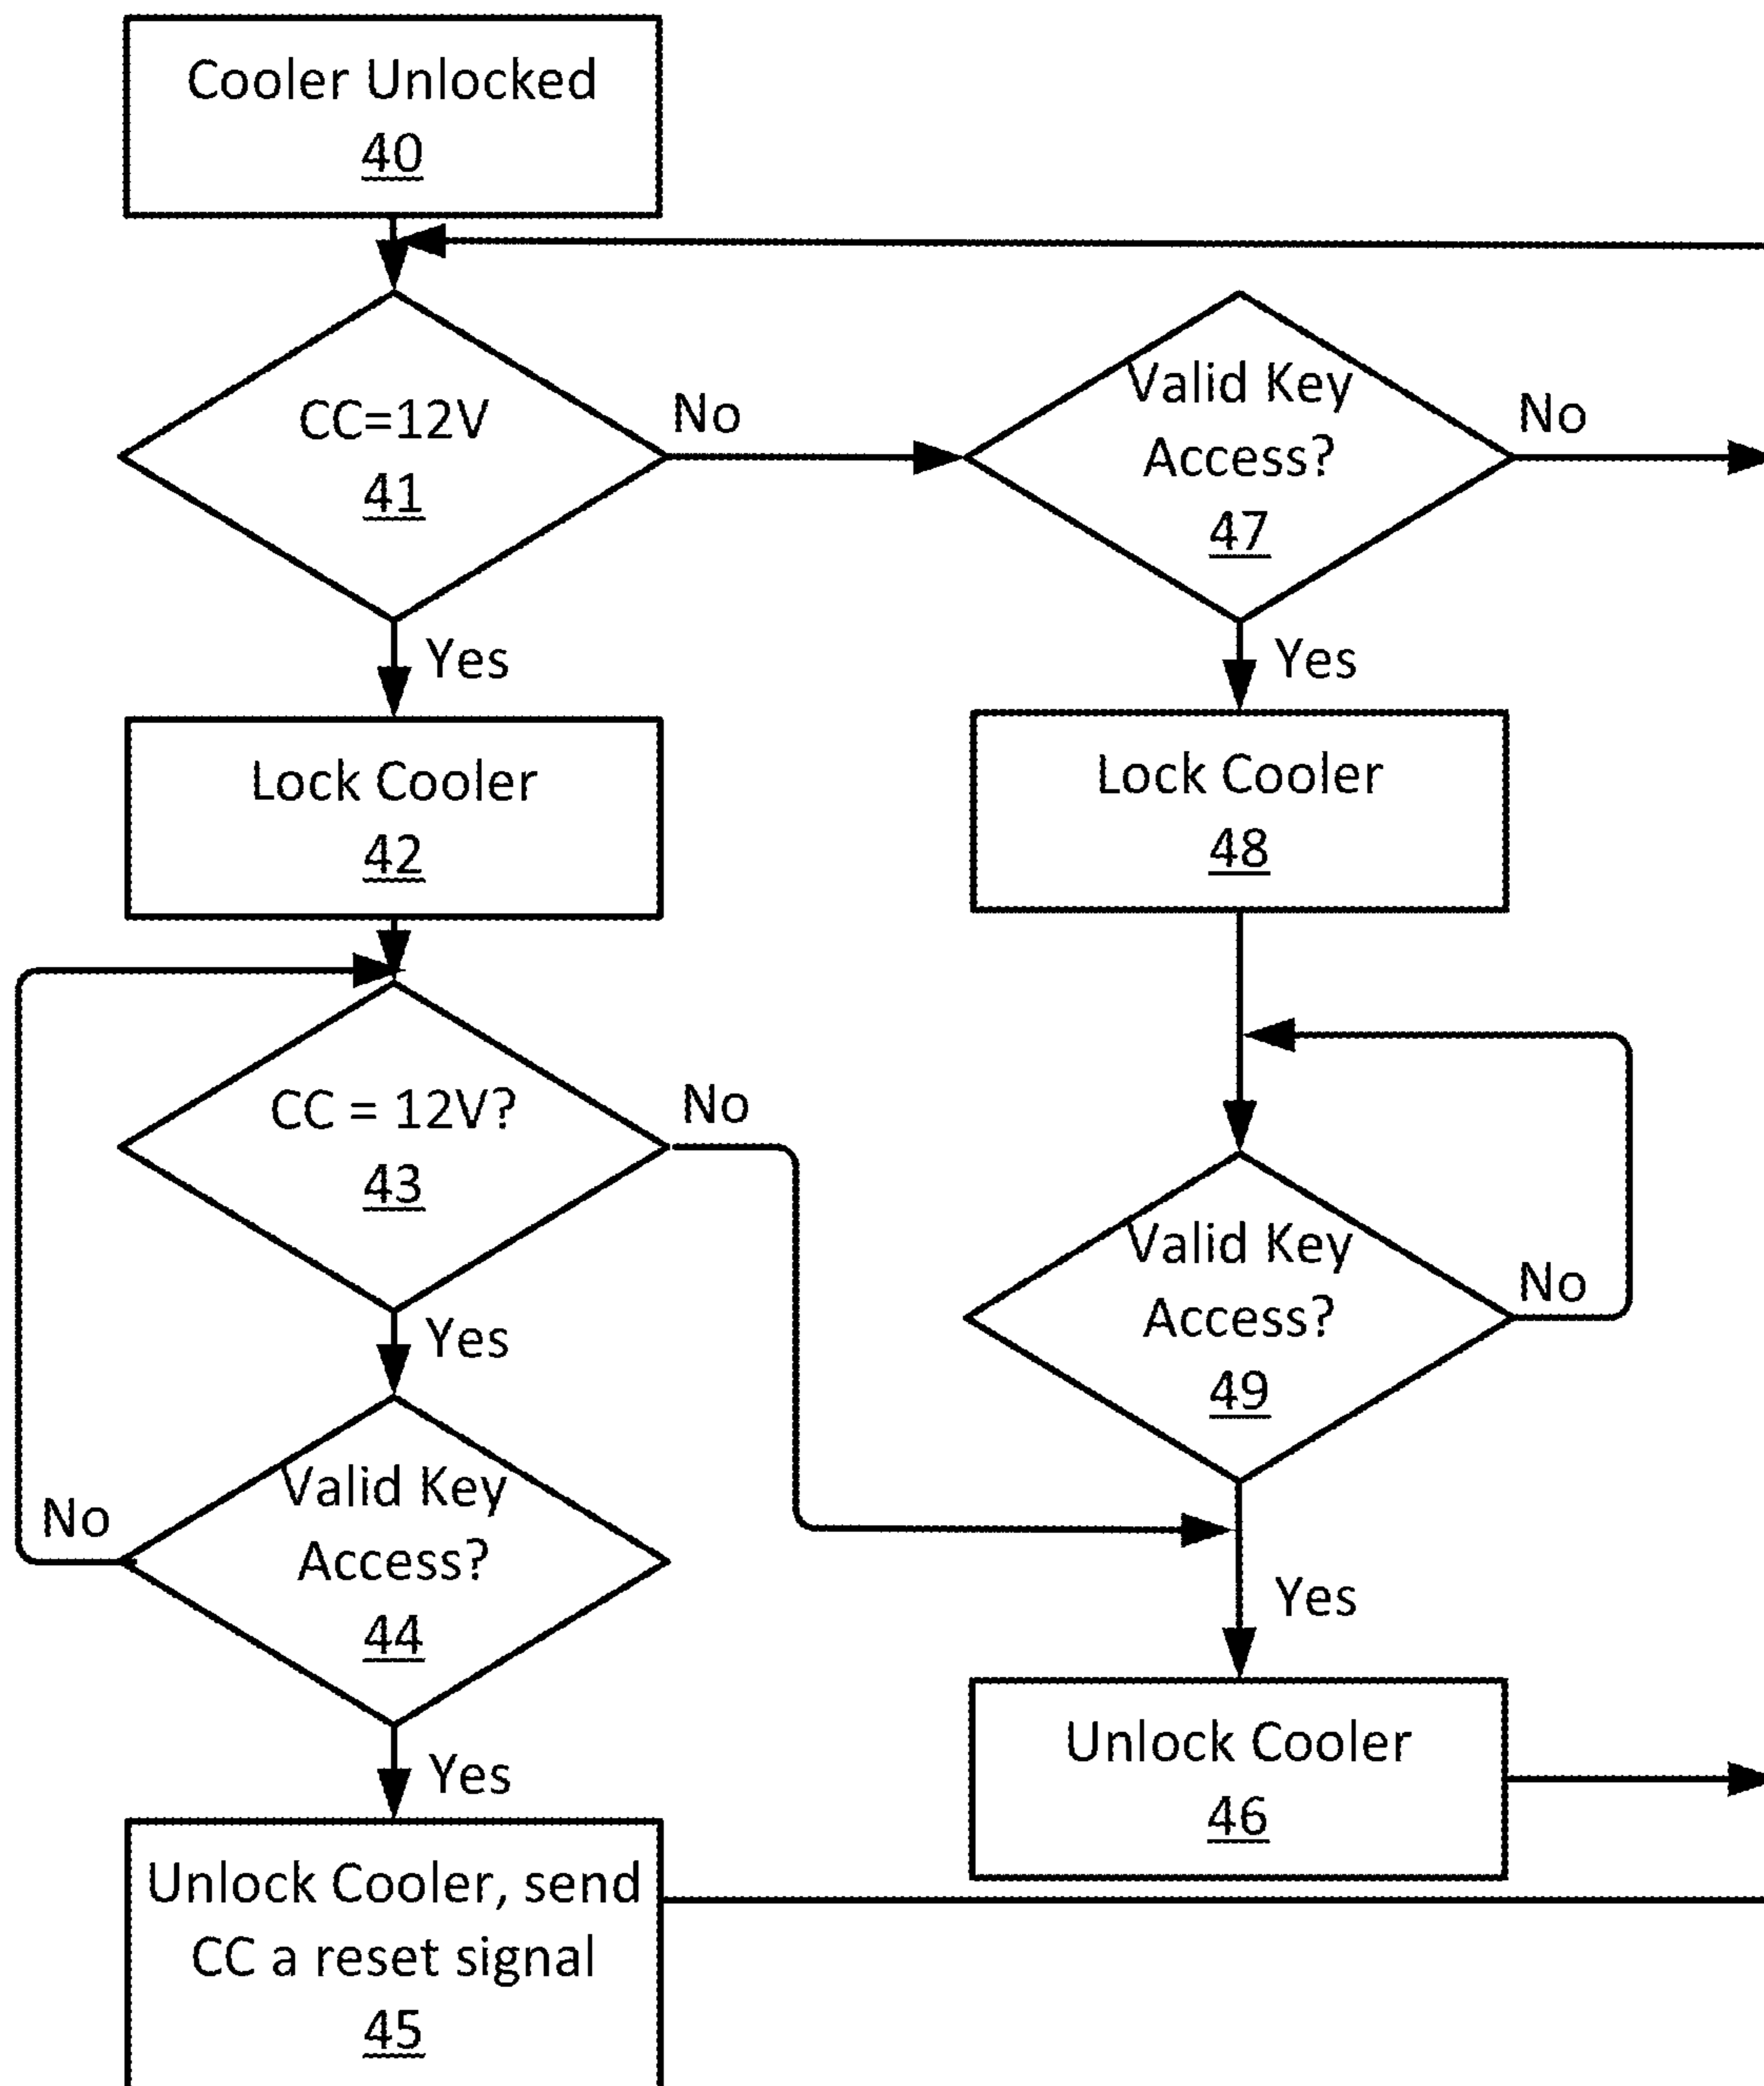 Cooler Unlocked
40
CC=12V
41
No
Valid Key
Access?
47
No
Yes
Yes
Lock Cooler
42
Lock Cooler
48
CC = 12V?
43
No
Valid Key
Access?
49
No
Yes
Valid Key
Access?
44
No
Yes
Yes
Unlock Cooler
46
Unlock Cooler, send
CC a reset signal
45